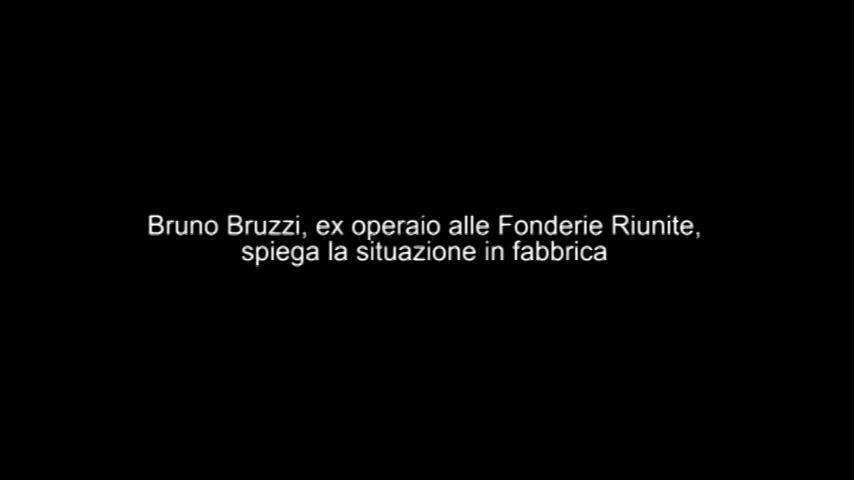 Bruno Bruzzi, ex operaio alle Fonderie Riunite,
spiega la situazione in fabbrica